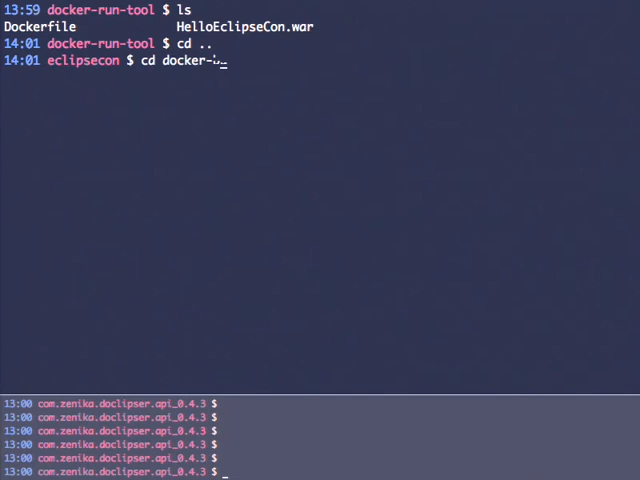 13:59 docker-run-tool $ ls
Dockerfile HelloEclipseCon.war
14:01 docker-run-tool $ cd ..
14:01 eclipsecon $ cd docker-
13:00 com.zenika.doclipser.api_0.4.3 $
13:00 com.zenika.doclipser.api_0.4.3 $
13:00 com.zenika.doclipser.api_0.4.3 $
13:00 com.zenika.doclipser.api_0.4.3 $
13:00 com.zenika.doclipser.api_0.4.3 $
13:00 com.zenika.doclipser.api_0.4.3 $